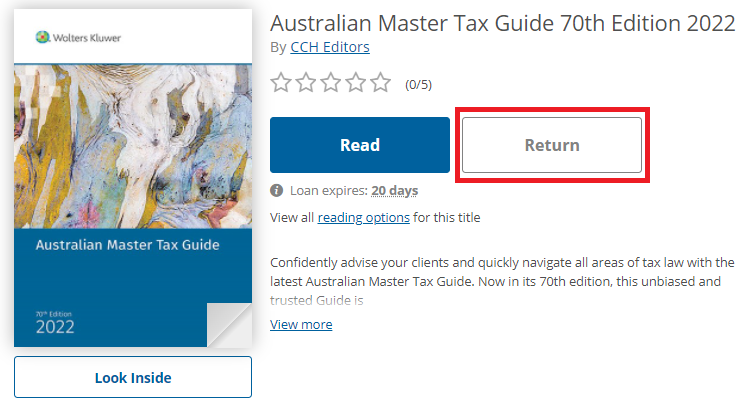 Wolters Kluwer
Australian Master Tax Guide
70th Edition
2022
Look Inside
Australian Master Tax Guide 70th Edition 2022
By CCH Editors
(0/5)
Read
Return
Loan expires: 20 days
View all reading options for this title
Confidently advise your clients and quickly navigate all areas of tax law with the
latest Australian Master Tax Guide. Now in its 70th edition, this unbiased and
trusted Guide is
View more